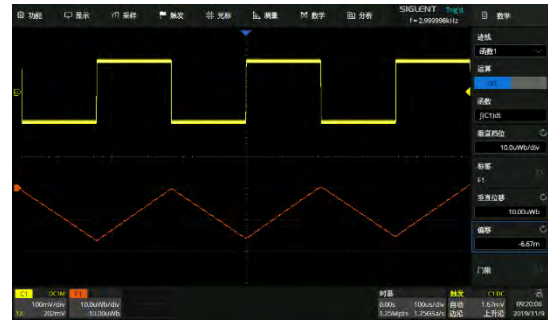 功能 显示 采样 触发 光标 测量 数学 分析
SIGLENT Trig'd
f = 2.999998kHz
数学
迹线
函数1
运算
函数
∫(C1)dt
垂直档位
10.0uWb/div
标签
F1
垂直位移
10.00uWb
偏移
-6.67m
门限
C1 DC1M
100mV/div
1X 202mV
F1
10.0uWb/div
-10.00uWb
时基
0.00s 100us/div
1.25Mpts 1.25GSa/s
触发 C1 DC
自动 1.67mV
边沿 上升沿
09:20:06
2019/11/9